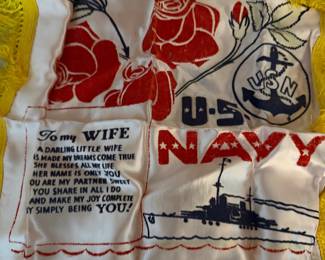 USN
U.S.
NAVY
To my WIFE
A DARLING LITTLE WIFE
IS MADE MY DREAMS COME TRUE
SHE BLESSES ALL MY LIFE
HER NAME IS ONLY YOU
OU ARE MY PARTNER SWEET
YOU SHARE IN ALL I DO
AND MAKE MY JOY COMPLETE
Y SIMPLY BEING YOU!